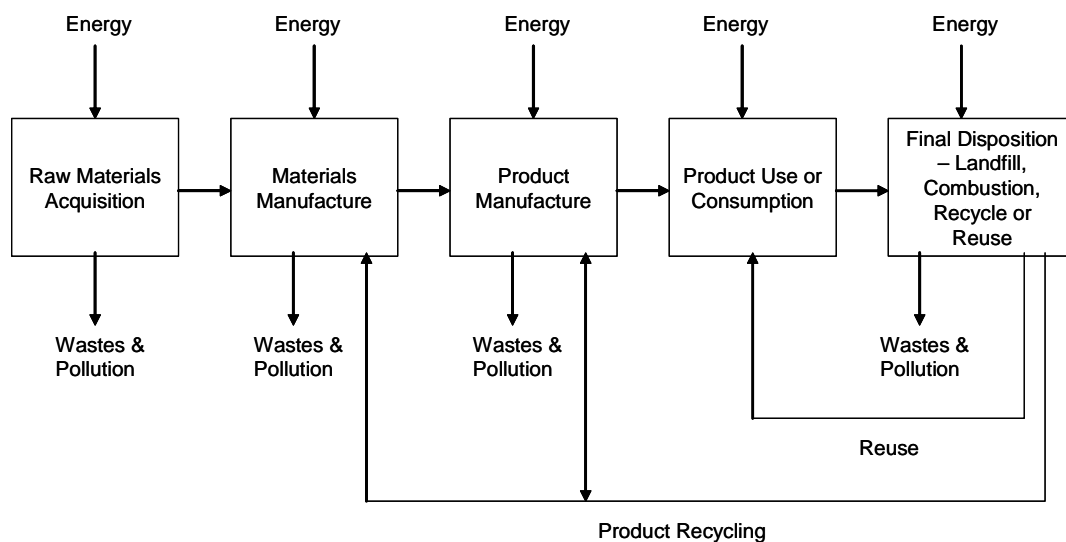 Energy
Energy
Energy
Energy
Energy
Raw Materials
Acquisition
Materials
Manufacture
Product
Manufacture
Product Use or
Consumption
Final Disposition
– Landfill,
Combustion,
Recycle or
Reuse
Wastes &
Pollution
Wastes &
Pollution
Wastes &
Pollution
Wastes &
Pollution
Reuse
Product Recycling